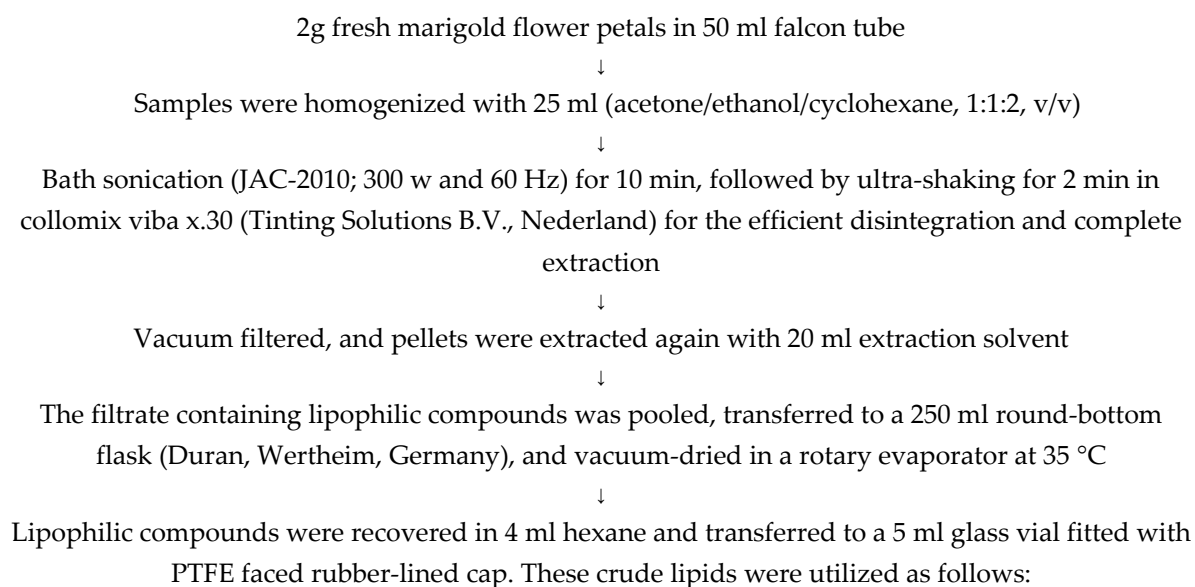 2g fresh marigold flower petals in 50 ml falcon tube
↓
Samples were homogenized with 25 ml (acetone/ethanol/cyclohexane, 1:1:2, v/v)
↓
Bath sonication (JAC-2010; 300 w and 60 Hz) for 10 min, followed by ultra-shaking for 2 min in
collomix viba x.30 (Tinting Solutions B.V., Nederland) for the efficient disintegration and complete
extraction
↓
Vacuum filtered, and pellets were extracted again with 20 ml extraction solvent
↓
The filtrate containing lipophilic compounds was pooled, transferred to a 250 ml round-bottom
flask (Duran, Wertheim, Germany), and vacuum-dried in a rotary evaporator at 35 °C
↓
Lipophilic compounds were recovered in 4 ml hexane and transferred to a 5 ml glass vial fitted with
PTFE faced rubber-lined cap. These crude lipids were utilized as follows: